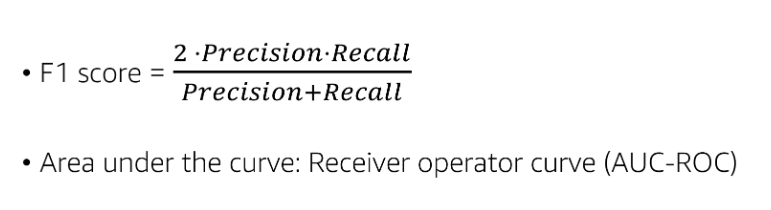 • F1 score = 2 ·Precision·Recall / Precision+Recall
• Area under the curve: Receiver operator curve (AUC-ROC)